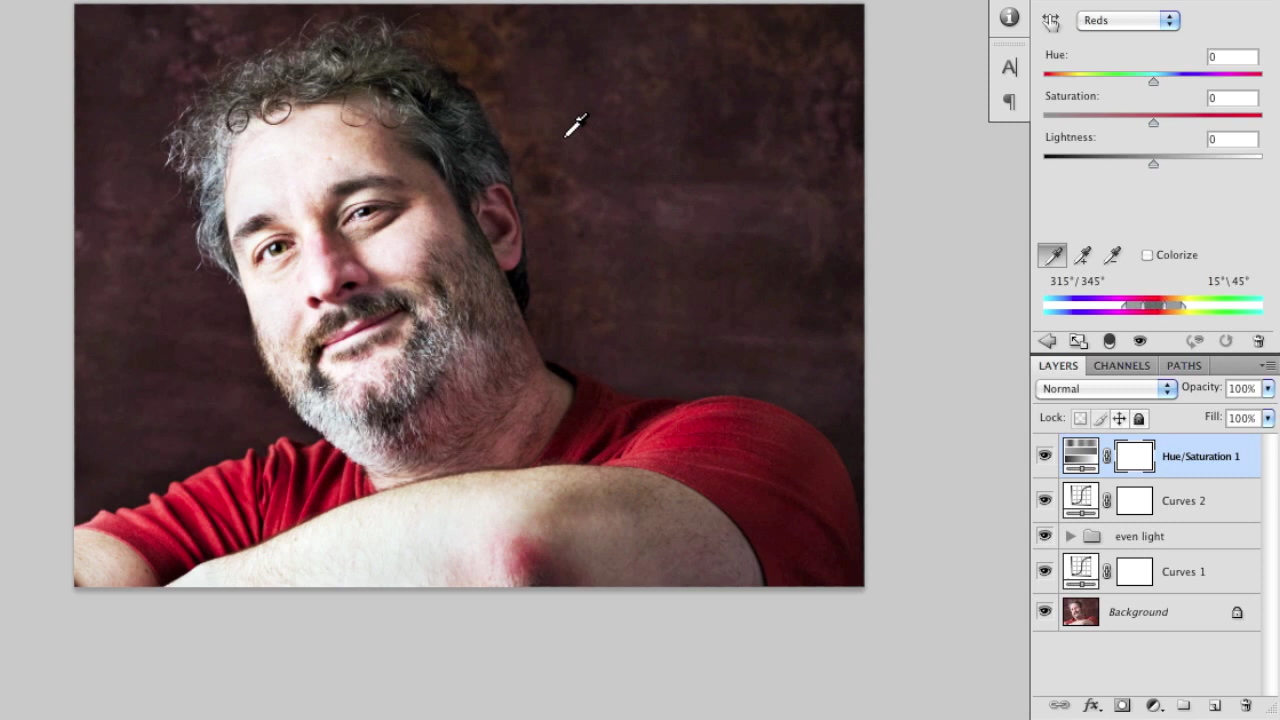 Reds
Hue:
0
Saturation:
0
Lightness:
0
Colorize
315°/345°
15°\45°
LAYERS
CHANNELS
PATHS
Normal
Opacity:
100%
Lock:
Fill:
100%
Hue/Saturation 1
Curves 2
even light
Curves 1
Background
fx